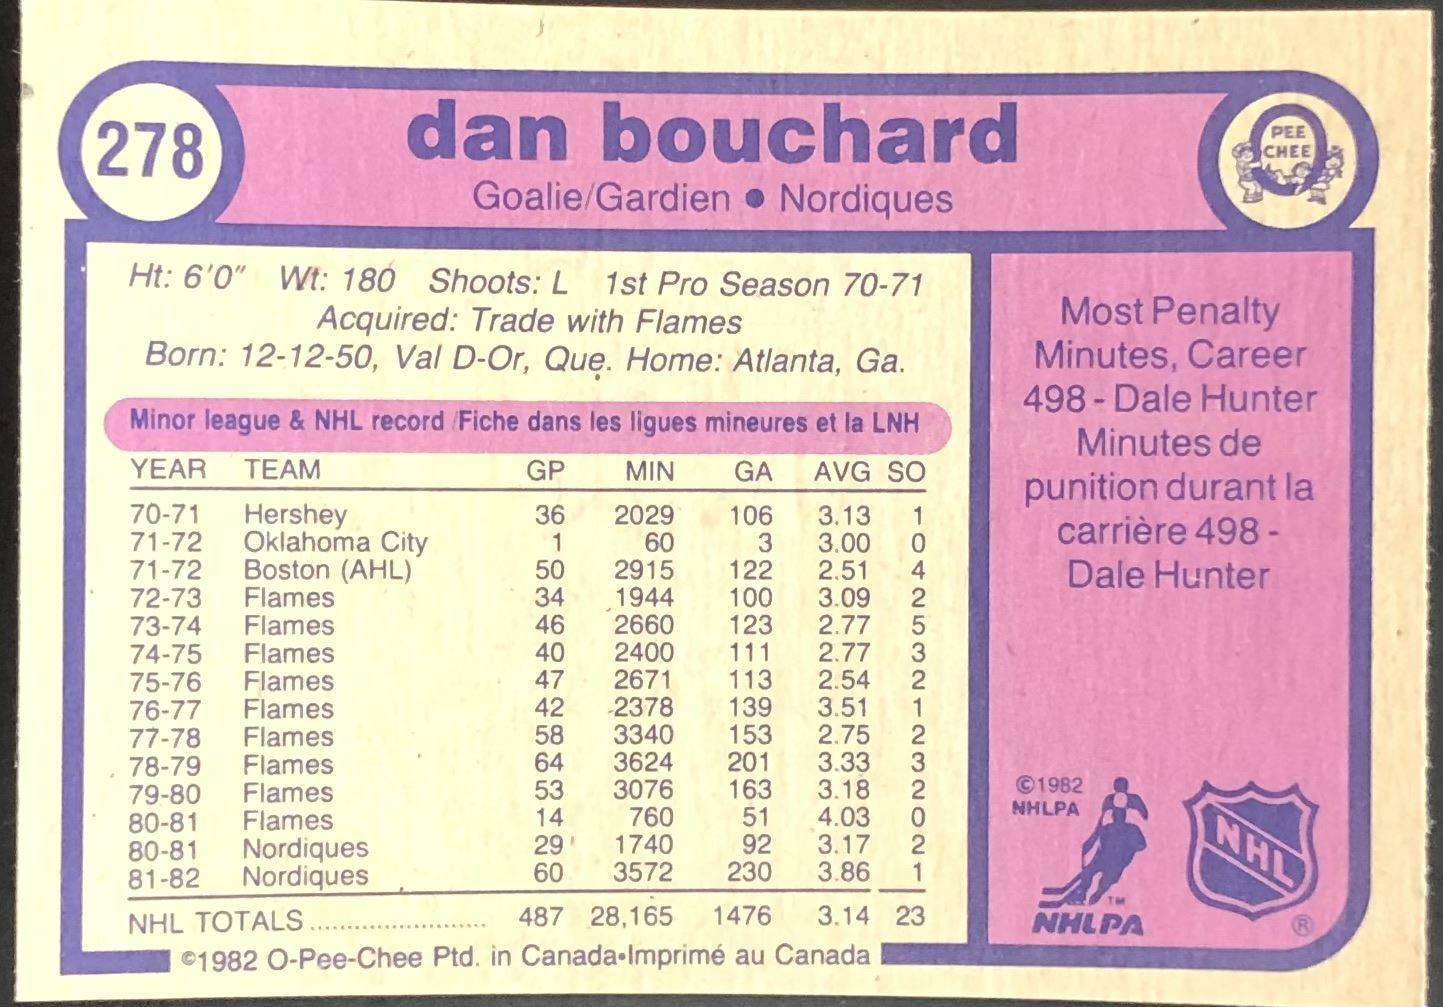 278
dan bouchard
Goalie/Gardien • Nordiques
PEE
CHEE
Ht: 6'0" Wt: 180 Shoots: L 1st Pro Season 70-71
Acquired: Trade with Flames
Born: 12-12-50, Val D-Or, Que. Home: Atlanta, Ga.
Minor league & NHL record/Fiche dans les ligues mineures et la LNH
YEAR TEAM GP MIN GA AVG SO
70-71 Hershey 36 2029 106 3.13 1
71-72 Oklahoma City 1 60 3 3.00 0
71-72 Boston (AHL) 50 2915 122 2.51 4
72-73 Flames 34 1944 100 3.09 2
73-74 Flames 46 2660 123 2.77 5
74-75 Flames 40 2400 111 2.77 3
75-76 Flames 47 2671 113 2.54 2
76-77 Flames 42 2378 139 3.51 1
77-78 Flames 58 3340 153 2.75 2
78-79 Flames 64 3624 201 3.33 3
79-80 Flames 53 3076 163 3.18 2
80-81 Flames 14 760 51 4.03 0
80-81 Nordiques 29 1740 92 3.17 2
81-82 Nordiques 60 3572 230 3.86 1
NHL TOTALS........................ 487 28,165 1476 3.14 23
©1982 O-Pee-Chee Ptd. in Canada•Imprimé au Canada
Most Penalty
Minutes, Career
498 - Dale Hunter
Minutes de
punition durant la
carrière 498 -
Dale Hunter
©1982
NHLPA
TM
NHLPA
NHL
®